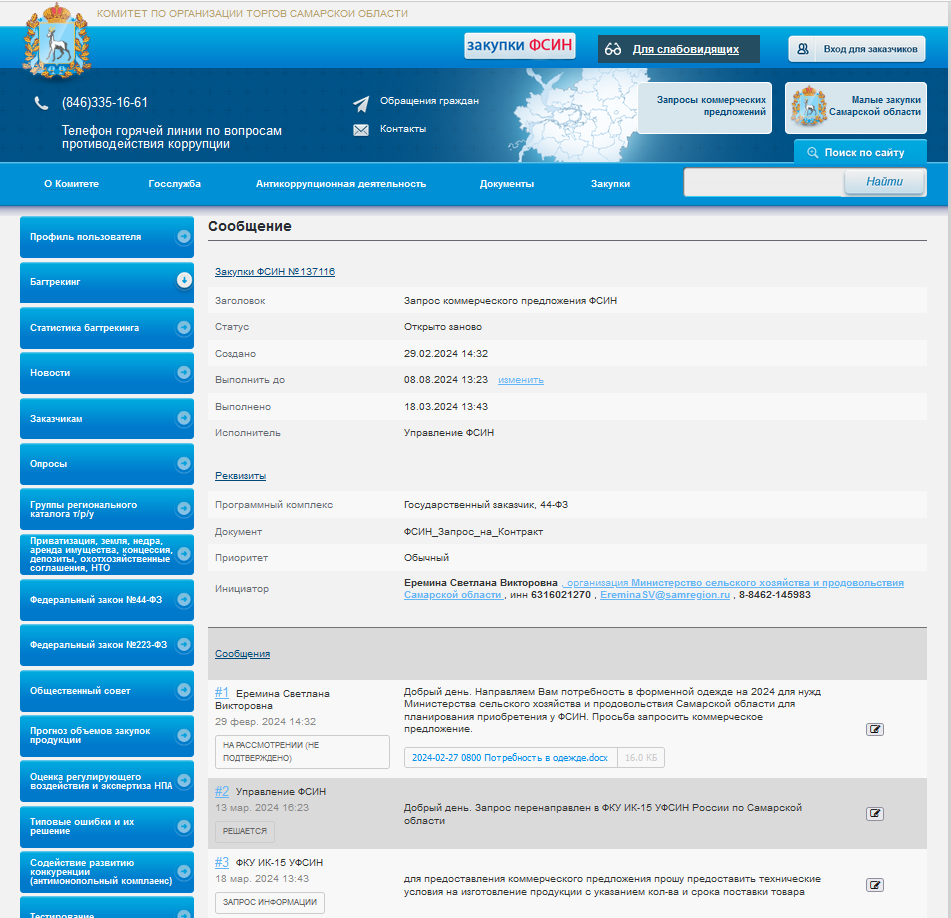 КОМИТЕТ ПО ОРГАНИЗАЦИИ ТОРГОВ САМАРСКОЙ ОБЛАСТИ
закупки ФСИН
Для слабовидящих
Вход для заказчиков
(846)335-16-61
Телефон горячей линии по вопросам
противодействия коррупции
Обращения граждан
Контакты
Запросы коммерческих
предложений
Малые закупки
Самарской области
Поиск по сайту
О Комитете
Госслужба
Антикоррупционная деятельность
Документы
Закупки
Найти
Профиль пользователя
Багтрекинг
Статистика багтрекинга
Новости
Заказчикам
Опросы
Группы регионального
каталога т/р/у
Приватизация, земля, недра,
аренда имущества, концессия,
депозиты, охотхозяйственные
соглашения, НТО
Федеральный закон №44-ФЗ
Федеральный закон №223-ФЗ
Общественный совет
Прогноз объемов закупок
продукции
Оценка регулирующего
воздействия и экспертиза НПА
Типовые ошибки и их
решение
Содействие развитию
конкуренции
(антимонопольный комплаенс)
Тестирование
Сообщение
Закупки ФСИН №137116
Заголовок Запрос коммерческого предложения ФСИН
Статус Открыто заново
Создано 29.02.2024 14:32
Выполнить до 08.08.2024 13:23 изменить
Выполнено 18.03.2024 13:43
Исполнитель Управление ФСИН
Реквизиты
Программный комплекс Государственный заказчик, 44-ФЗ
Документ ФСИН_Запрос_на_Контракт
Приоритет Обычный
Инициатор Еремина Светлана Викторовна , организация Министерство сельского хозяйства и продовольствия
Самарской области , инн 6316021270 , EreminaSV@samregion.ru , 8-8462-145983
Сообщения
#1 Еремина Светлана
Викторовна
29 февр. 2024 14:32
НА РАССМОТРЕНИИ (НЕ
ПОДТВЕРЖДЕНО)
Добрый день. Направляем Вам потребность в форменной одежде на 2024 для нужд
Министерства сельского хозяйства и продовольствия Самарской области для
планирования приобретения у ФСИН. Просьба запросить коммерческое
предложение.
2024-02-27 0800 Потребность в одежде.docx 16.0 КБ
#2 Управление ФСИН
13 мар. 2024 16:23
РЕШАЕТСЯ
Добрый день. Запрос перенаправлен в ФКУ ИК-15 УФСИН России по Самарской
области
#3 ФКУ ИК-15 УФСИН
18 мар. 2024 13:43
ЗАПРОС ИНФОРМАЦИИ
для предоставления коммерческого предложения прошу предоставить технические
условия на изготовление продукции с указанием кол-ва и срока поставки товара